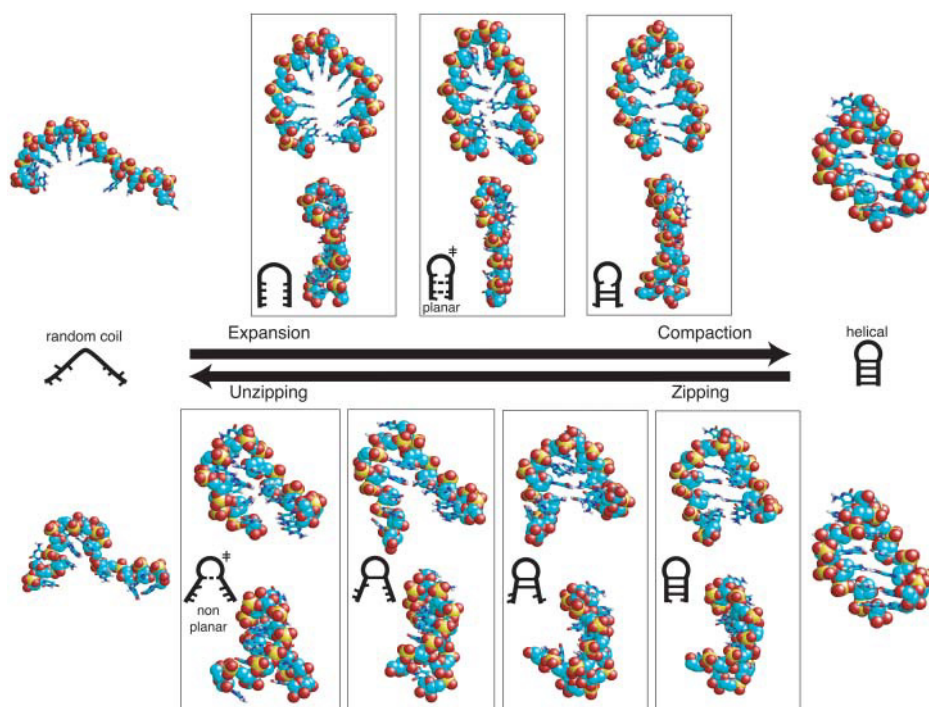 ‡
planar
Expansion
Compaction
random coil
helical
Unzipping
Zipping
‡
non
planar